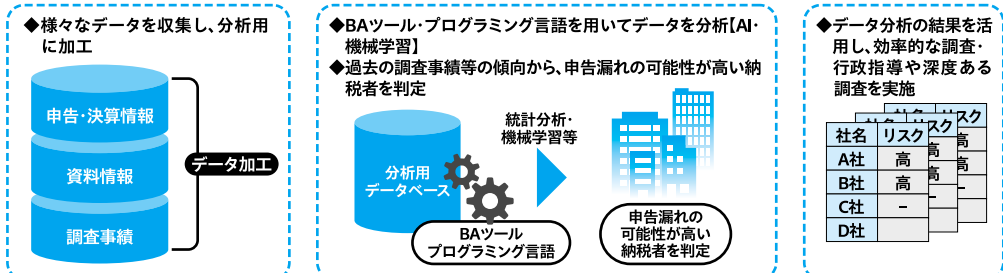 ◆様々なデータを収集し、分析用
に加工
申告・決算情報
資料情報
調査事績
データ加工
◆BAツール・プログラミング言語を用いてデータを分析【AI・
機械学習】
◆過去の調査事績等の傾向から、申告漏れの可能性が高い納
税者を判定
分析用
データベース
統計分析・
機械学習等
BAツール
プログラミング言語
申告漏れの
可能性が高い
納税者を判定
◆データ分析の結果を活
用し、効率的な調査・
行政指導や深度ある
調査を実施
社名 リスク
A社 高
B社 高
C社 −
D社